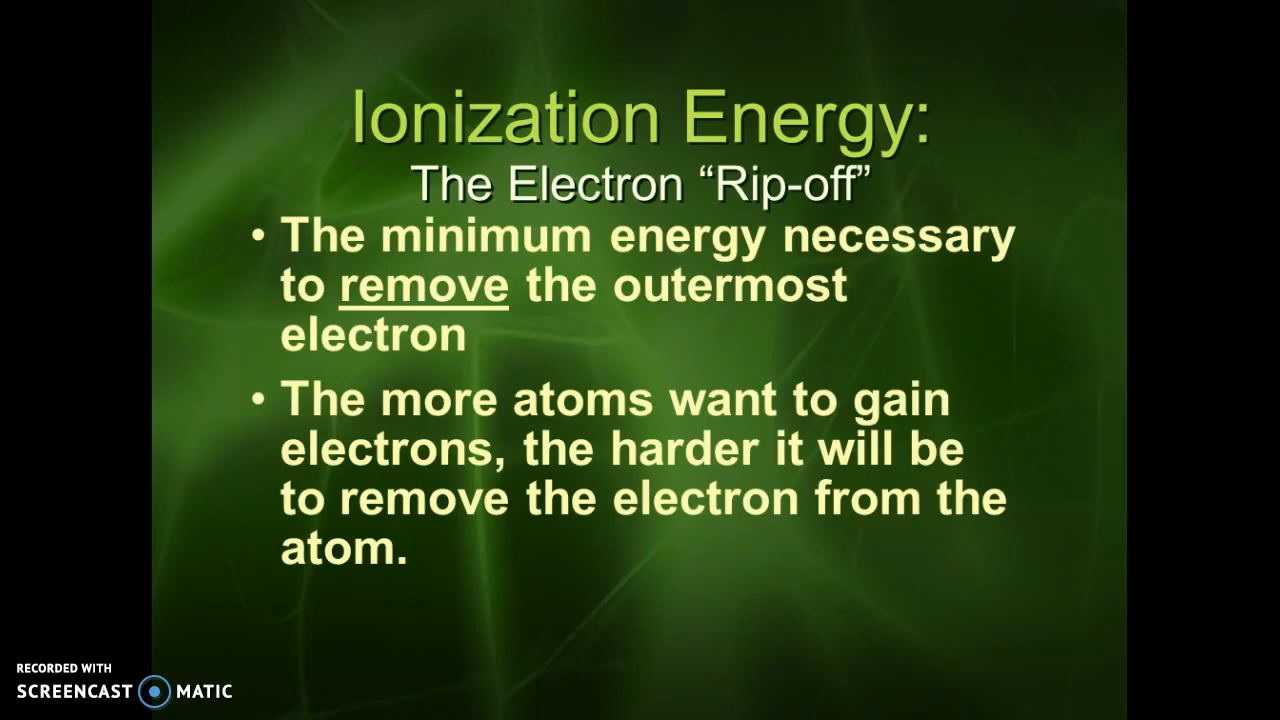 Ionization Energy:
The Electron “Rip-off”
• The minimum energy necessary
to remove the outermost
electron
• The more atoms want to gain
electrons, the harder it will be
to remove the electron from the
atom.
RECORDED WITH
SCREENCAST MATIC